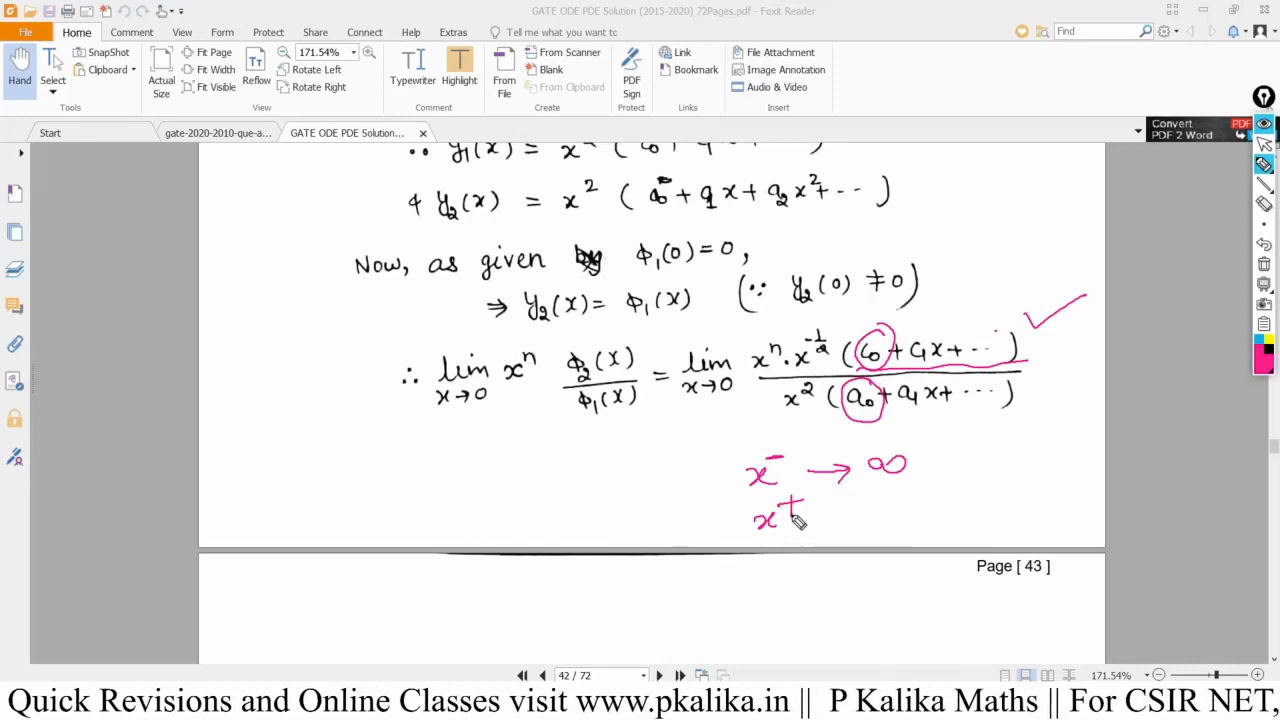 GATE ODE PDE Solution (2015-2020) 72Pages.pdf - Foxit Reader
File Home Comment View Form Protect Share Connect Help Extras Tell me what you want to Find
SnapShot Fit Page 171.54% From Scanner Link File Attachment
Clipboard Fit Width Rotate Left Blank Bookmark Image Annotation
Fit Visible Rotate Right From Clipboard Audio & Video
Hand Select Actual Size Reflow Typewriter Highlight From File PDF Sign
Tools View Comment Create Protect Links Insert
Start gate-2020-2010-que-a... GATE ODE PDE Solution... Convert PDF
PDF 2 Word
& y₂(x) = x² ( a₀ + a₁x + a₂x² + ... )
Now, as given by ϕ₁(0) = 0,
⇒ y₂(x) = ϕ₁(x) (∵ y₂(0) ≠ 0)
∴ lim x→0 xⁿ ϕ₂(x)/ϕ₁(x) = lim x→0 xⁿ · x^(-1/2) (c₀ + c₁x + ...) / x² (a₀ + a₁x + ...)
x⁻ → ∞
x⁺
Page [ 43 ]
42 / 72 171.54%
Quick Revisions and Online Classes visit www.pkalika.in || P Kalika Maths || For CSIR NET,